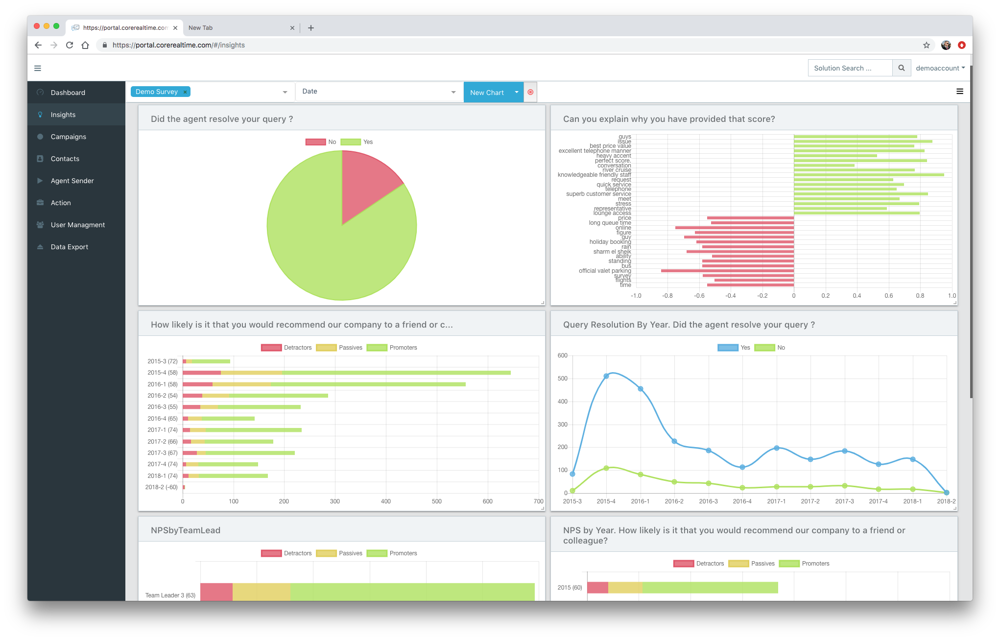 https://portal.corerealtime.com
New Tab
https://portal.corerealtime.com/#/insights
Solution Search ...
demoaccount
Dashboard
Insights
Campaigns
Contacts
Agent Sender
Action
User Managment
Data Export
Demo Survey ×
Date
New Chart
Did the agent resolve your query ?
No Yes
Can you explain why you have provided that score?
guys
issue
best price value
excellent telephone manner
heavy accent
perfect score.
conversation
river cruise
knowledgeable friendly staff
request
quick service
telephone
superb customer service
meet
stress
representative
lounge access
price
long queue time
online
figure
guy
holiday booking
rain
sharm el sheik
ability
standing
bus
official valet parking
survey
flights
time
-1.0 -0.8 -0.6 -0.4 -0.2 0 0.2 0.4 0.6 0.8 1.0
How likely is it that you would recommend our company to a friend or c...
Detractors Passives Promoters
2015-3 (72)
2015-4 (58)
2016-1 (58)
2016-2 (54)
2016-3 (55)
2016-4 (65)
2017-1 (74)
2017-2 (66)
2017-3 (67)
2017-4 (74)
2018-1 (74)
2018-2 (-60)
0 100 200 300 400 500 600 700
Query Resolution By Year. Did the agent resolve your query ?
Yes No
600
500
400
300
200
100
0
2015-3 2015-4 2016-1 2016-2 2016-3 2016-4 2017-1 2017-2 2017-3 2017-4 2018-1 2018-2
NPSbyTeamLead
Detractors Passives Promoters
Team Leader 3 (63)
NPS by Year. How likely is it that you would recommend our company to a friend or
colleague?
Detractors Passives Promoters
2015 (60)